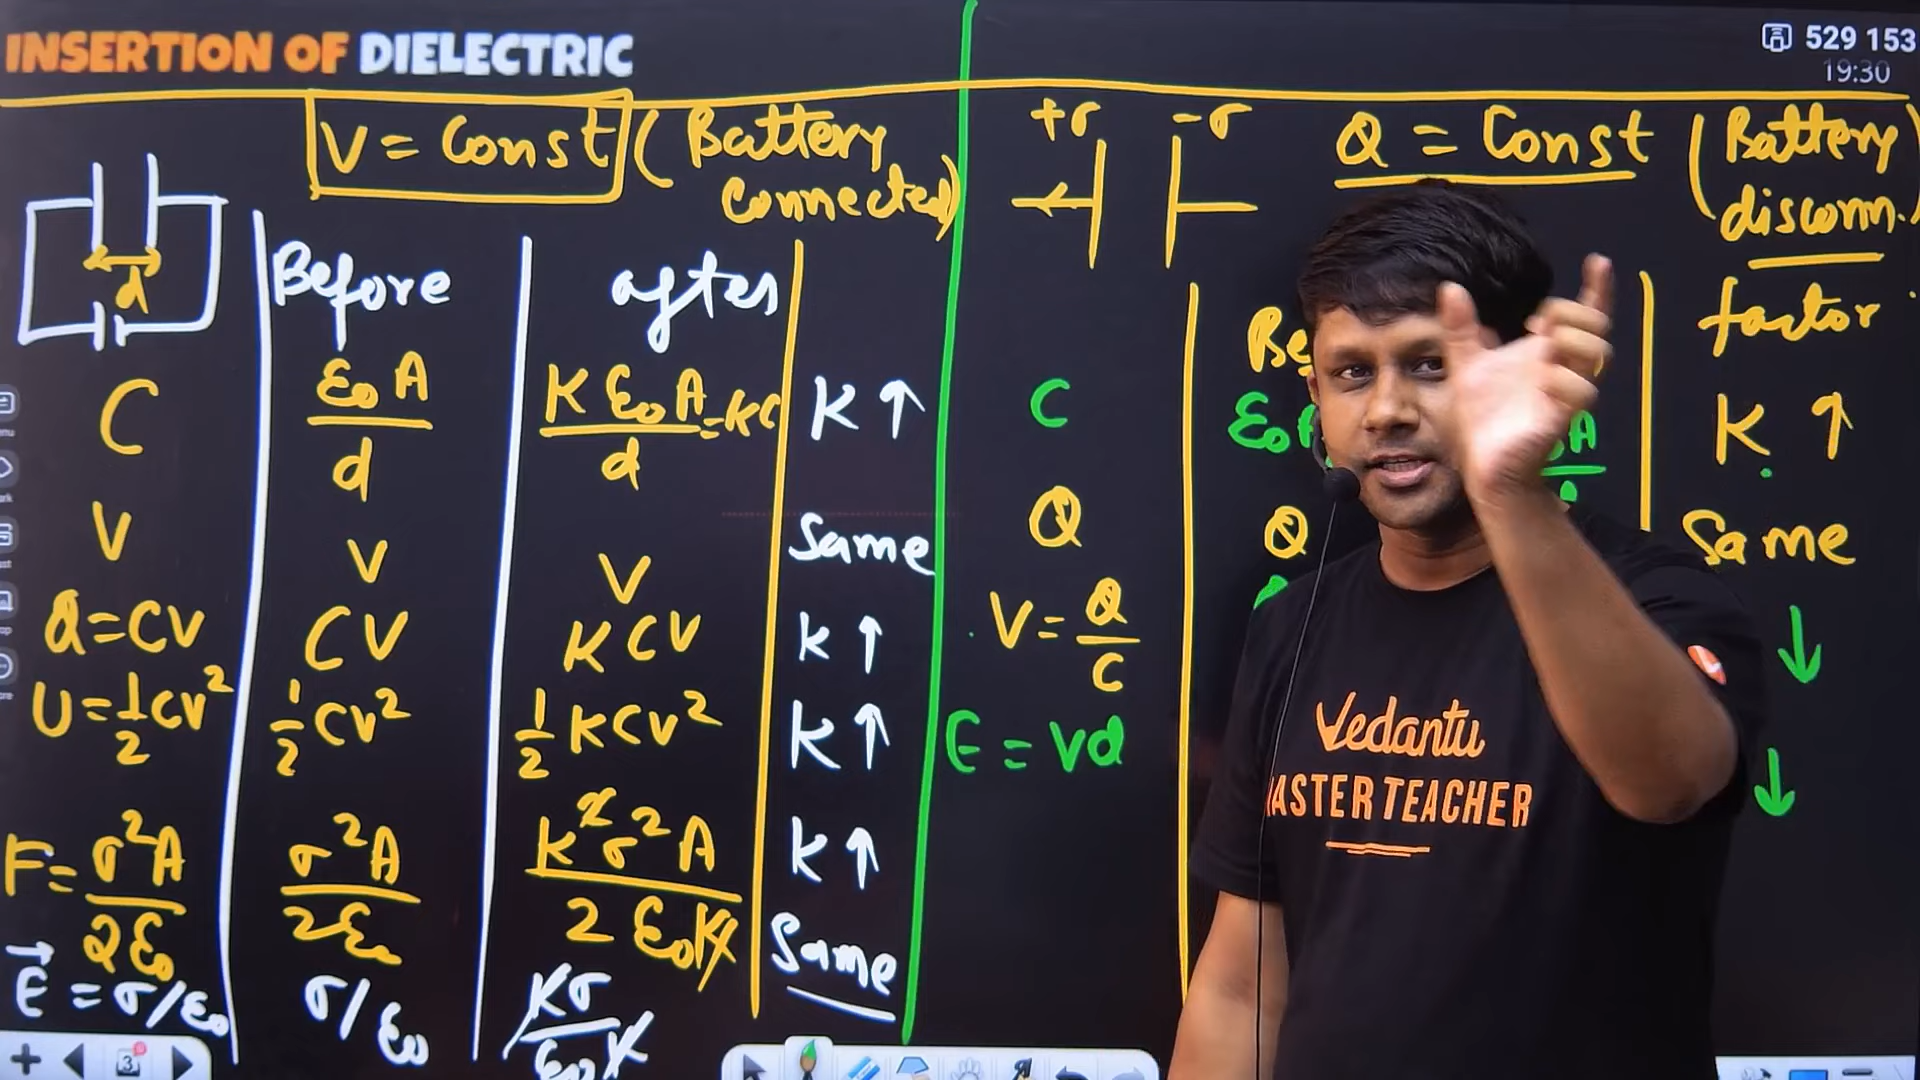 INSERTION OF DIELECTRIC
529 153
19:30
V = Const (Battery Connected)
+σ -σ
Q = Const (Battery disconn.)
d
Before after
factor
C ε₀A/d Kε₀A/d = KC K↑
V V V Same
Q=CV CV KCV K↑
U=1/2CV² 1/2CV² 1/2KCV² K↑
F=σ²A/2ε₀ σ²A/2ε₀ K²σ²A/2ε₀K K↑
E⃗ = σ/ε₀ σ/ε₀ Kσ/ε₀K Same
C K↑
Q Q Same
V = Q/C ↓
E = Vd ↓
Vedantu
MASTER TEACHER
3